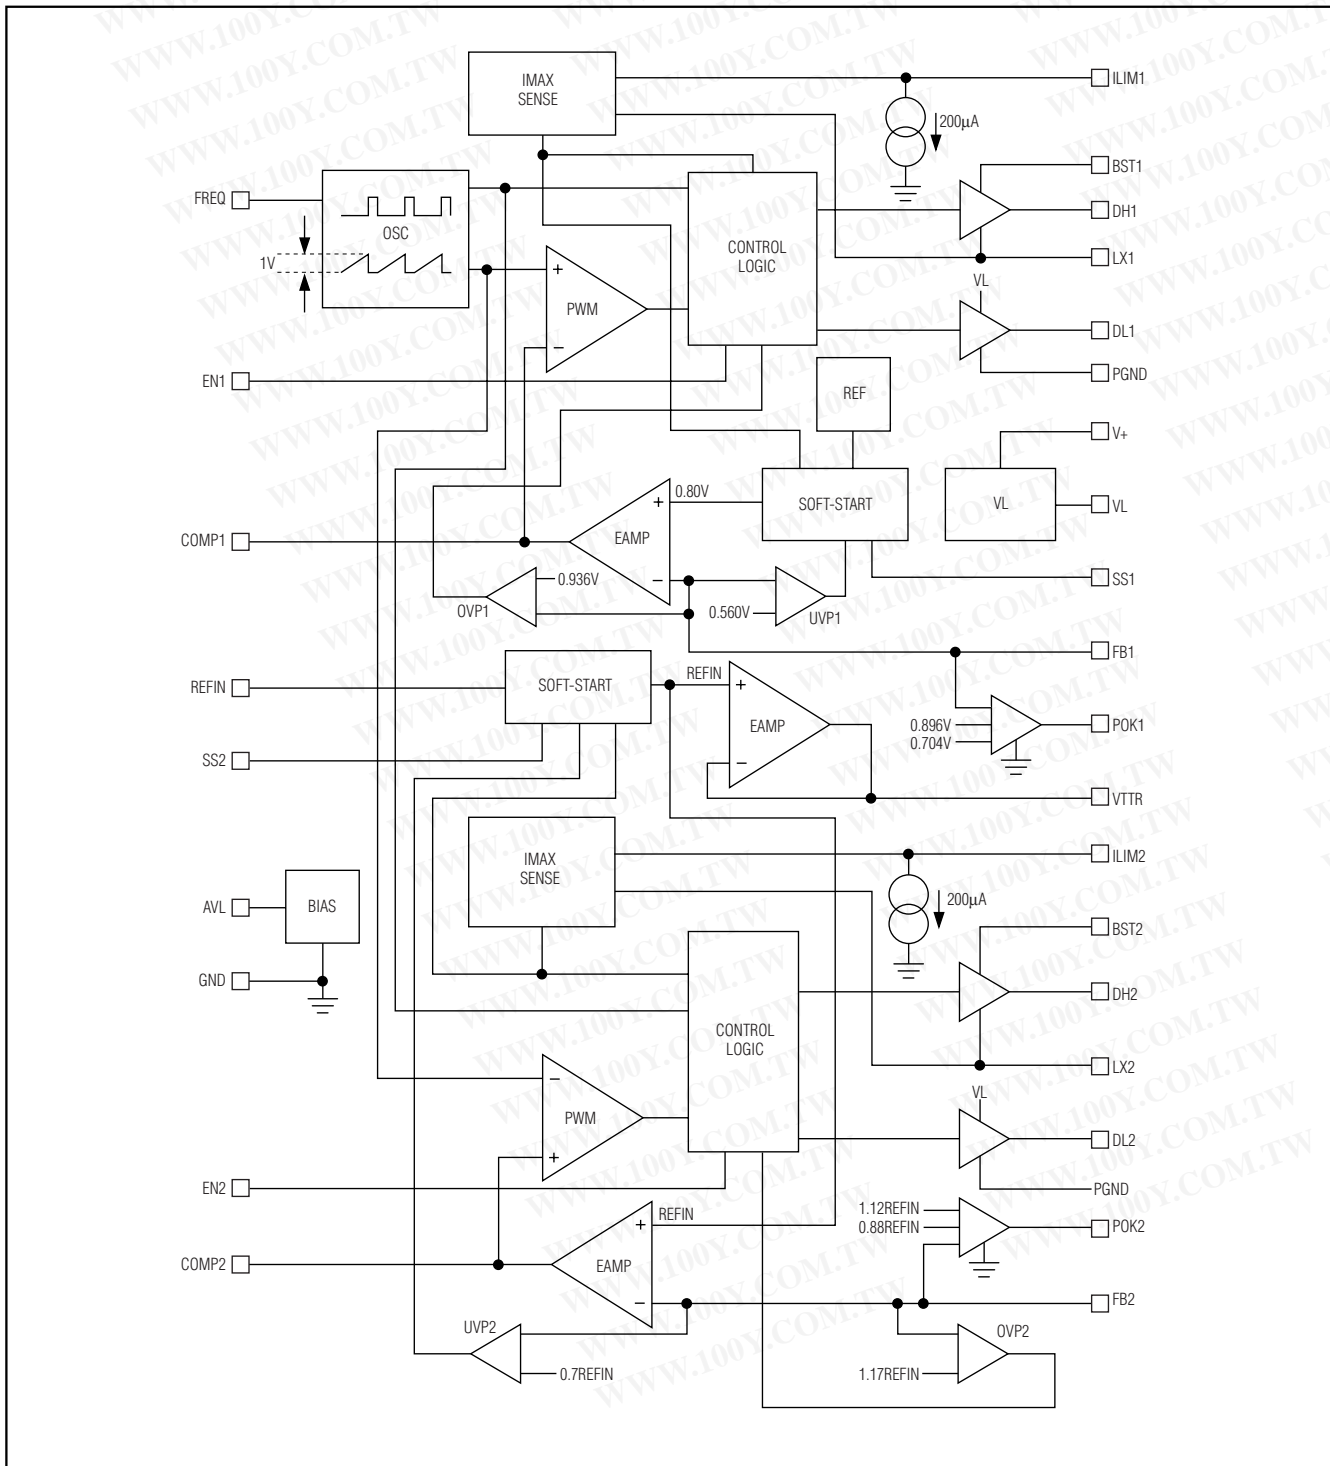 IMAX
SENSE
ILIM1
200µA
BST1
FREQ
DH1
OSC
CONTROL
LOGIC
1V
LX1
+
PWM
−
VL
DL1
EN1
PGND
REF
V+
0.80V
+
SOFT-START
VL
VL
COMP1
EAMP
−
0.936V
SS1
OVP1
0.560V
UVP1
FB1
REFIN
SOFT-START
REFIN
+
EAMP
−
0.896V
0.704V
POK1
SS2
VTTR
IMAX
SENSE
ILIM2
200µA
AVL
BIAS
BST2
GND
DH2
CONTROL
LOGIC
LX2
−
PWM
+
VL
DL2
EN2
PGND
REFIN
+
1.12REFIN
0.88REFIN
POK2
COMP2
EAMP
−
FB2
UVP2
OVP2
0.7REFIN
1.17REFIN
WWW.100Y.COM.TW